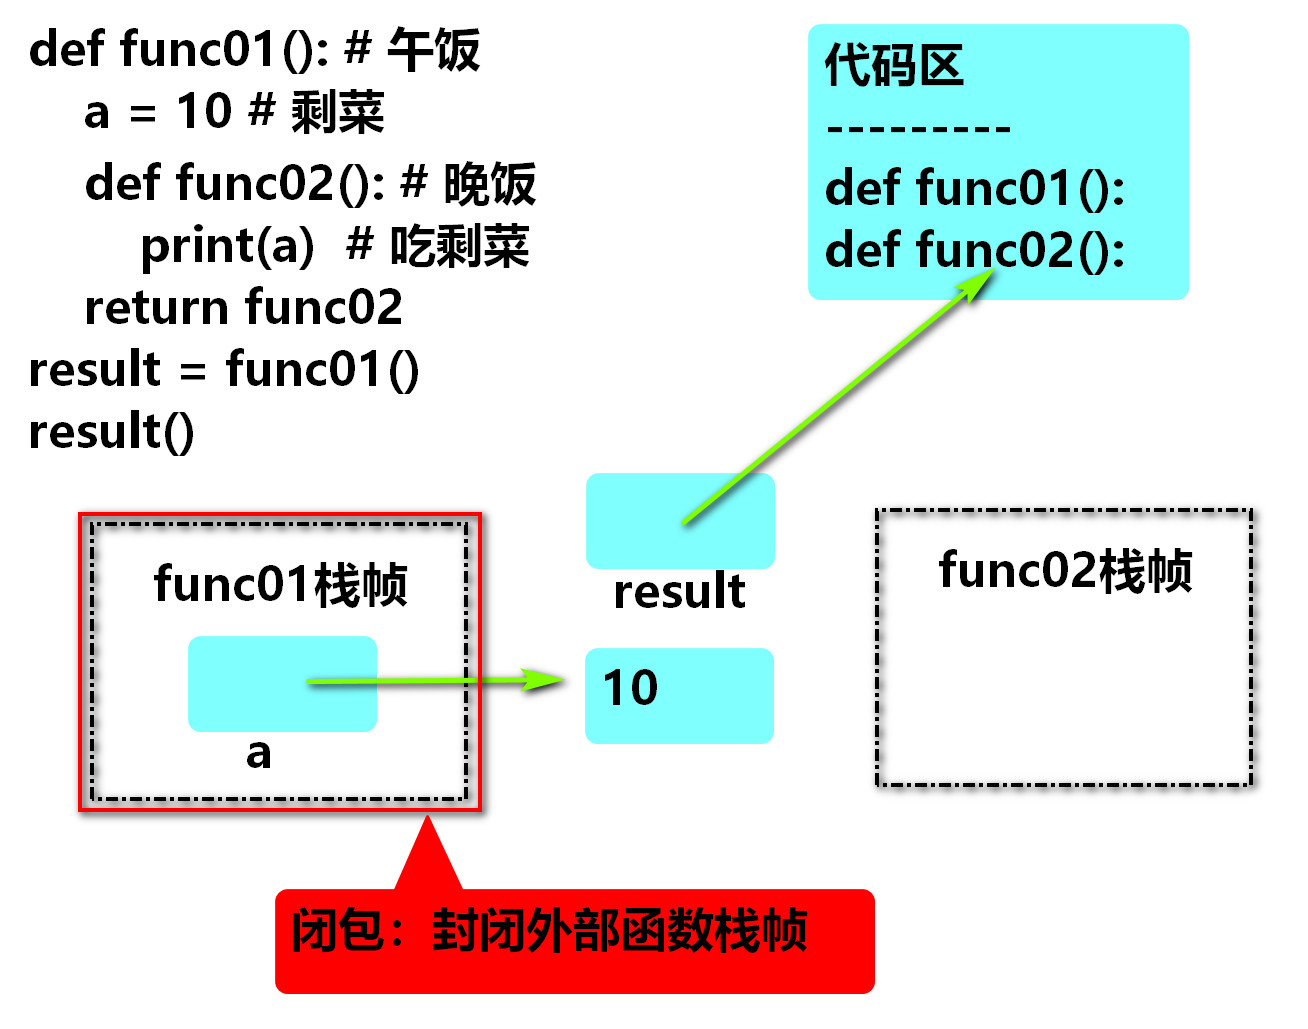 def func01(): # 午饭
a = 10 # 剩菜
def func02(): # 晚饭
print(a)  # 吃剩菜
return func02
result = func01()
result()
代码区
---------
def func01():
def func02():
result
func01栈帧
a
10
func02栈帧
闭包：封闭外部函数栈帧